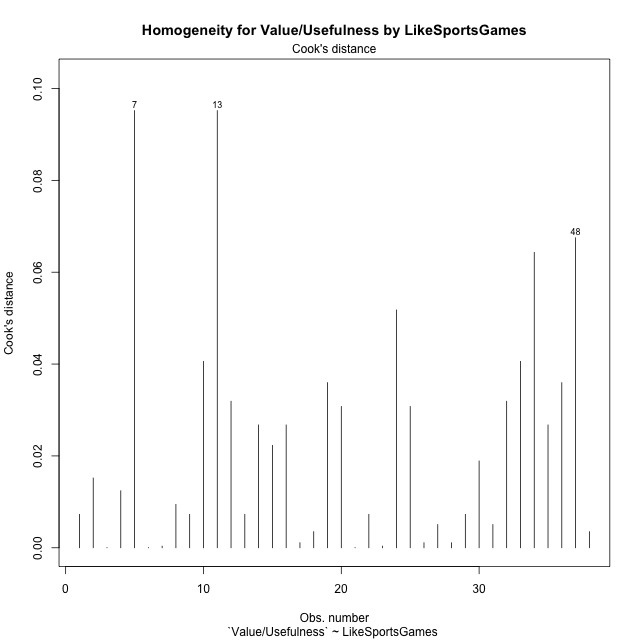 Homogeneity for Value/Usefulness by LikeSportsGames
Cook's distance
7
13
48
Cook's distance
0.10
0.08
0.06
0.04
0.02
0.00
0
10
20
30
Obs. number
`Value/Usefulness` ~ LikeSportsGames